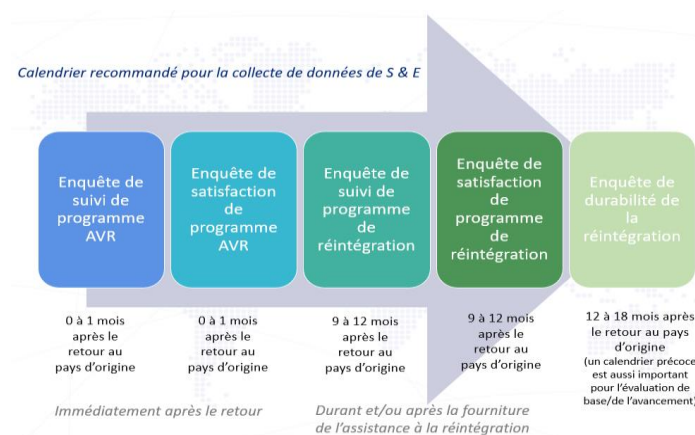 Calendrier recommandé pour la collecte de données de S & E
Enquête de
suivi de
programme
AVR
Enquête de
satisfaction
de
programme
AVR
Enquête de
suivi de
programme
de
réintégration
Enquête de
satisfaction
de
programme
de
réintégration
Enquête de
durabilité de
la
réintégration
0 à 1 mois
après le
retour au
pays d'origine
0 à 1 mois
après le
retour au
pays d'origine
9 à 12 mois
après le
retour au
pays d'origine
9 à 12 mois
après le
retour au
pays d'origine
12 à 18 mois après
le retour au pays
d'origine
(un calendrier précoce
est aussi important
pour l'évaluation de
base/de l'avancement)
Immédiatement après le retour
Durant et/ou après la fourniture
de l'assistance à la réintégration